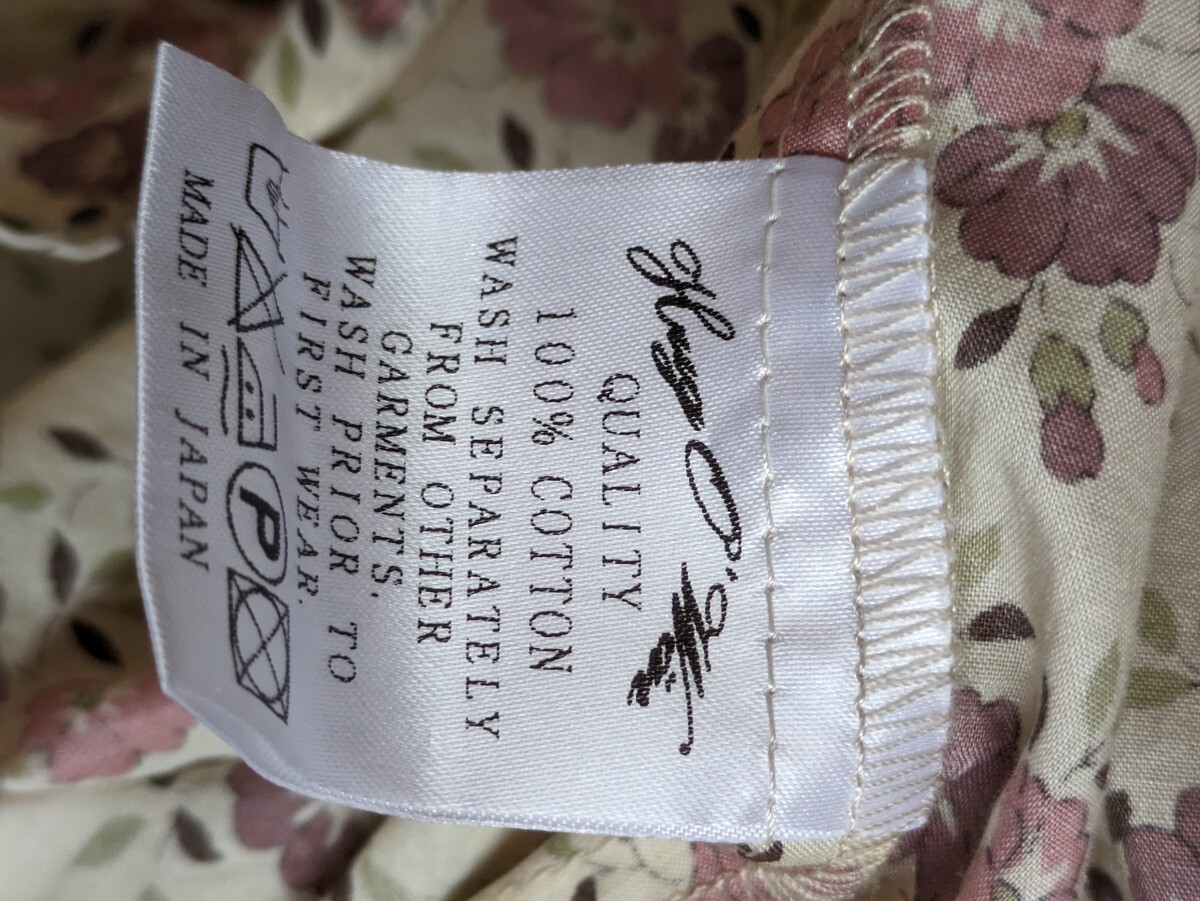 QUALITY
100% COTTON
WASH SEPARATELY
FROM OTHER
GARMENTS.
WASH PRIOR TO
FIRST WEAR.
P
MADE IN JAPAN